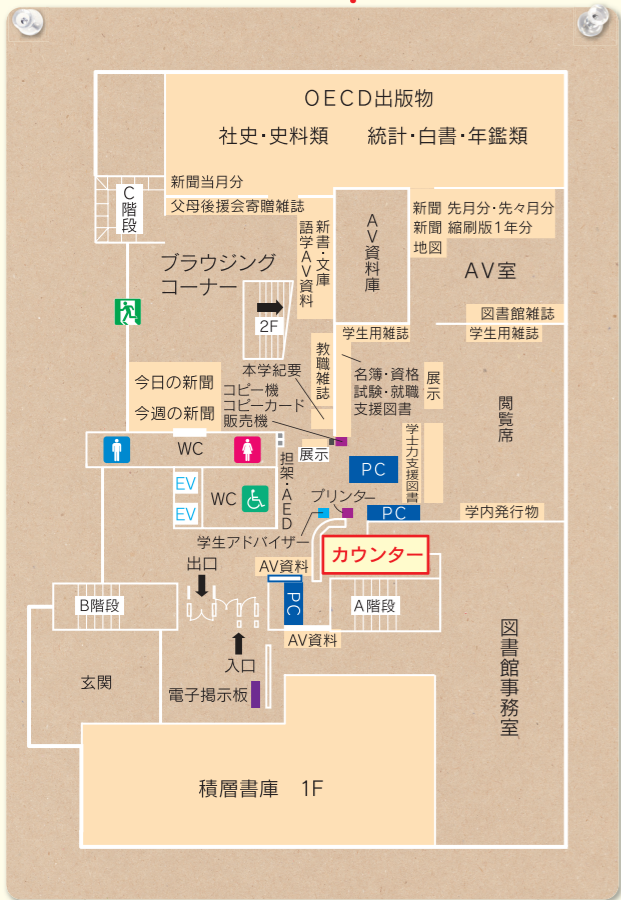 OECD出版物
社史・史料類　統計・白書・年鑑類
新聞当月分
父母後援会寄贈雑誌
C階段
語学AV資料
新書・文庫
AV資料庫
新聞 先月分・先々月分
新聞 縮刷版1年分
地図
AV室
ブラウジング
コーナー
2F
図書館雑誌
学生用雑誌
学生用雑誌
教職雑誌
本学紀要
コピー機
コピーカード
販売機
名簿・資格
試験・就職
支援図書
展示
閲覧席
今日の新聞
今週の新聞
WC
展示
担架・AED
学士力支援図書
PC
EV
EV
WC
プリンター
PC
学内発行物
学生アドバイザー
カウンター
出口
AV資料
B階段
PC
A階段
AV資料
入口
玄関
電子掲示板
図書館事務室
積層書庫　1F